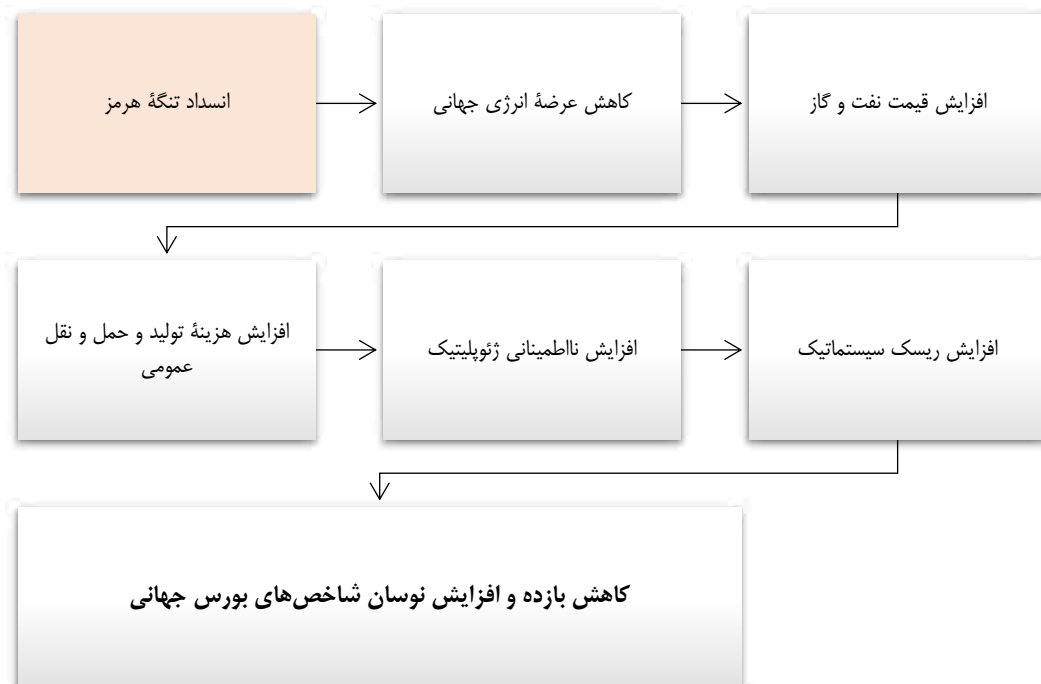 انسداد تنگهٔ هرمز
کاهش عرضهٔ انرژی جهانی
افزایش قیمت نفت و گاز
افزایش هزینهٔ تولید و حمل و نقل
عمومی
افزایش نااطمینانی ژئوپلیتیک
افزایش ریسک سیستماتیک
کاهش بازده و افزایش نوسان شاخص‌های بورس جهانی